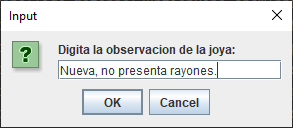 Input
Digita la observacion de la joya:
Nueva, no presenta rayones.
OK Cancel